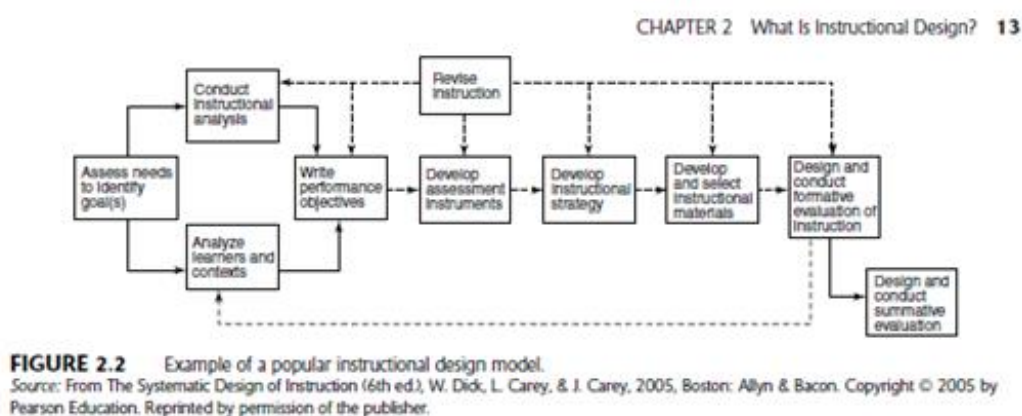 CHAPTER 2 What Is Instructional Design? 13
Revise
Instruction
Conduct
Instructional
analysis
Assess needs
to Identify
goal(s)
Write
performance
objectives
Develop
assessment
Instruments
Develop
Instructional
strategy
Develop
and select
Instructional
materials
Design and
conduct
formative
evaluation of
Instruction
Analyze
learners and
contexts
Design and
conduct
summative
evaluation
FIGURE 2.2 Example of a popular instructional design model.
Source: From The Systematic Design of Instruction (6th ed.), W. Dick, L. Carey, & J. Carey, 2005, Boston: Allyn & Bacon. Copyright © 2005 by
Pearson Education. Reprinted by permission of the publisher.